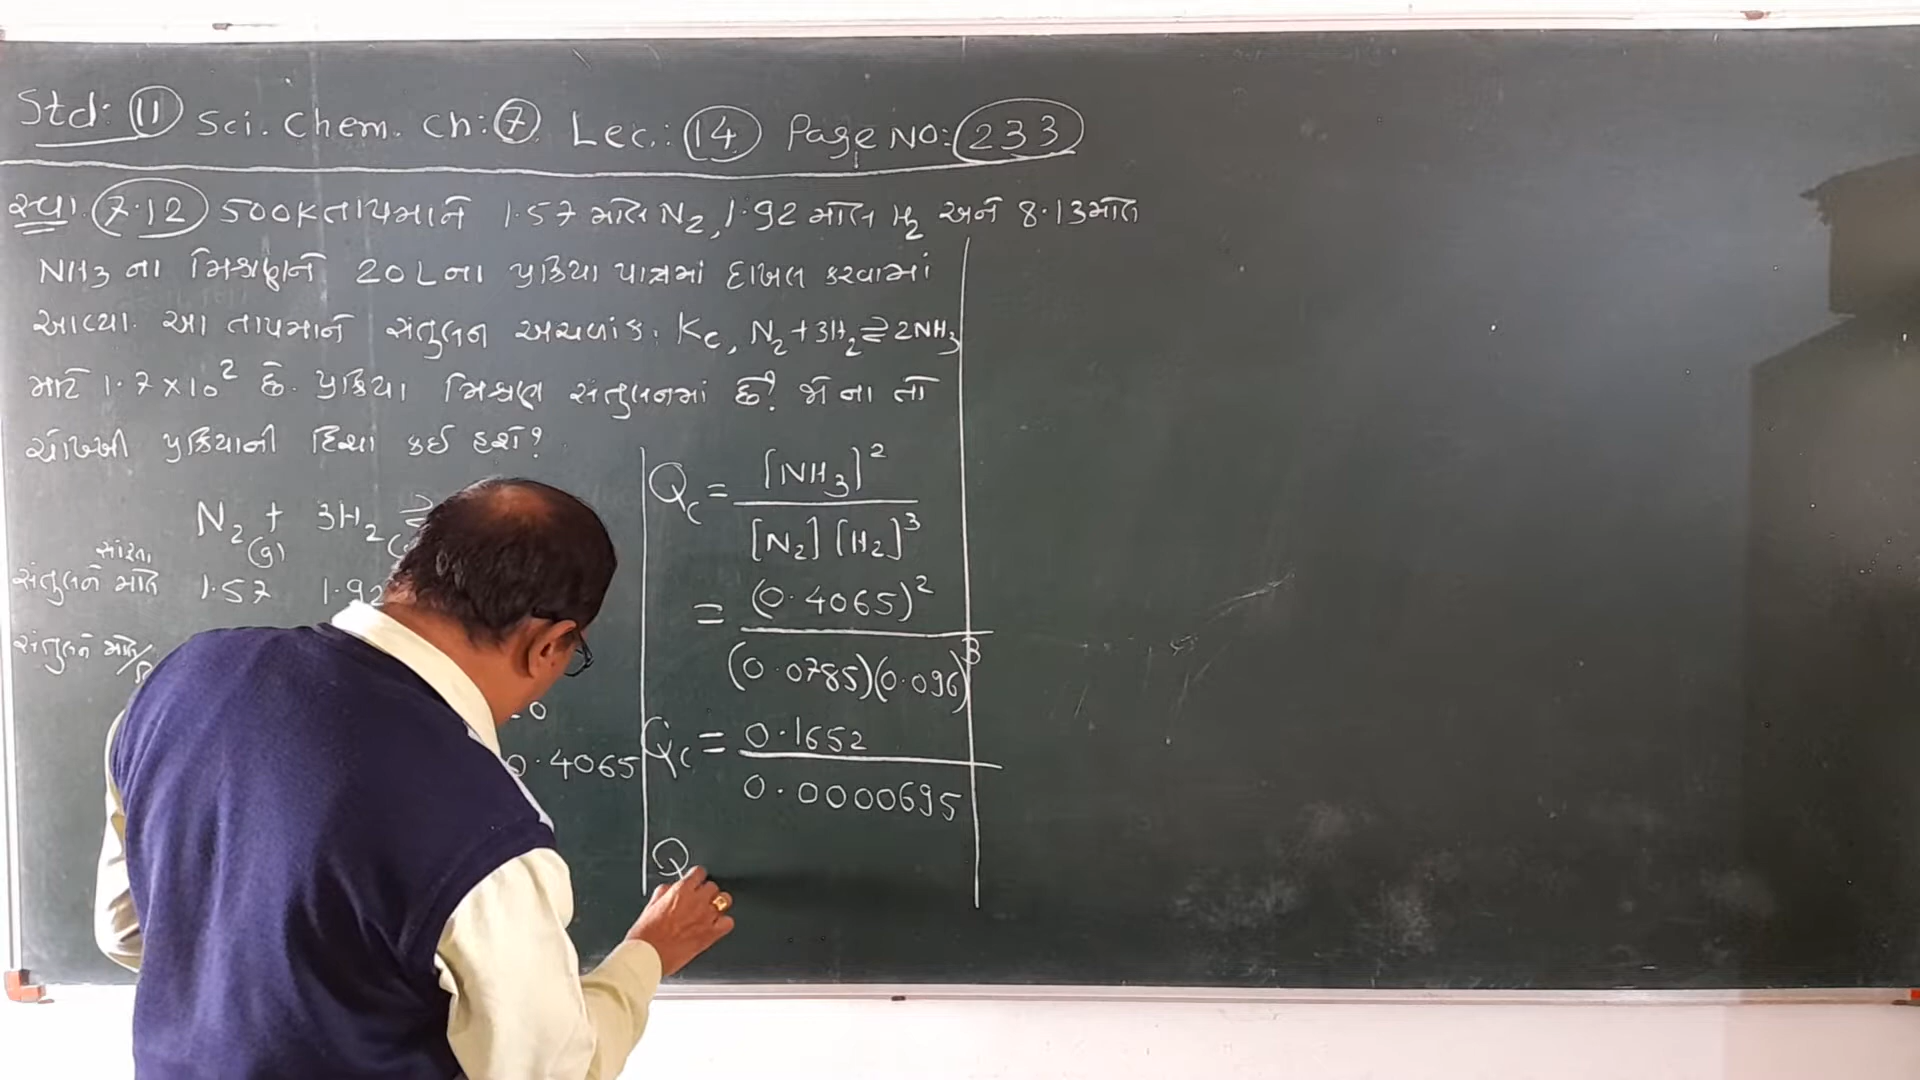 Std: 11 Sci. Chem. Ch: 7 Lec.: 14 Page NO: 233
સ્વા. 7.12 500K તાપમાને 1.57 મોલ N2, 1.92 મોલ H2 અને 8.13 મોલ
NH3 ના મિશ્રણને 20 L ના પ્રક્રિયા પાત્રમાં દાખલ કરવામાં
આવ્યા. આ તાપમાને સંતુલન અચળાંક. Kc, N2 + 3H2 ⇌ 2NH3
માટે 1.7 × 10² છે. પ્રક્રિયા મિશ્રણ સંતુલનમાં છે? જો ના તો
ચોખ્ખી પ્રક્રિયાની દિશા કઈ હશે?
N2 (g) + 3H2 ⇌
સાંદ્રતા
સંતુલને મોલ 1.57 1.92
સંતુલને મોલ/
0.4065
Qc = [NH3]² / [N2] [H2]³
= (0.4065)² / (0.0785)(0.096)³
Qc = 0.1652 / 0.0000695
Q